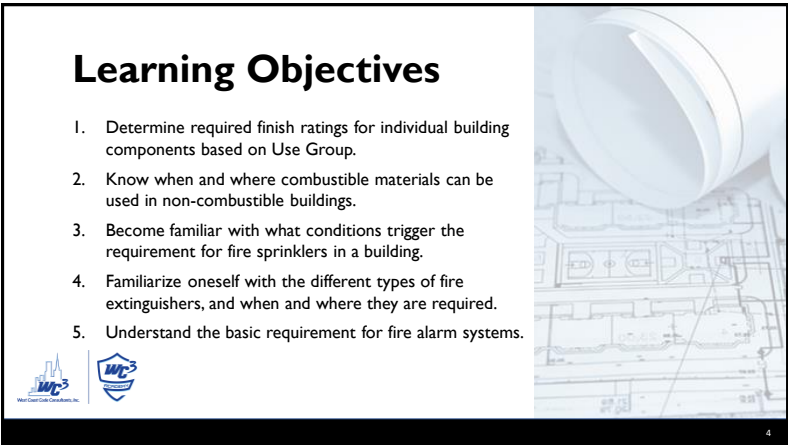 Learning Objectives
1. Determine required finish ratings for individual building
components based on Use Group.
2. Know when and where combustible materials can be
used in non-combustible buildings.
3. Become familiar with what conditions trigger the
requirement for fire sprinklers in a building.
4. Familiarize oneself with the different types of fire
extinguishers, and when and where they are required.
5. Understand the basic requirement for fire alarm systems.
WC3
West Coast Code Consultants, Inc.
WC3
ACADEMY
4